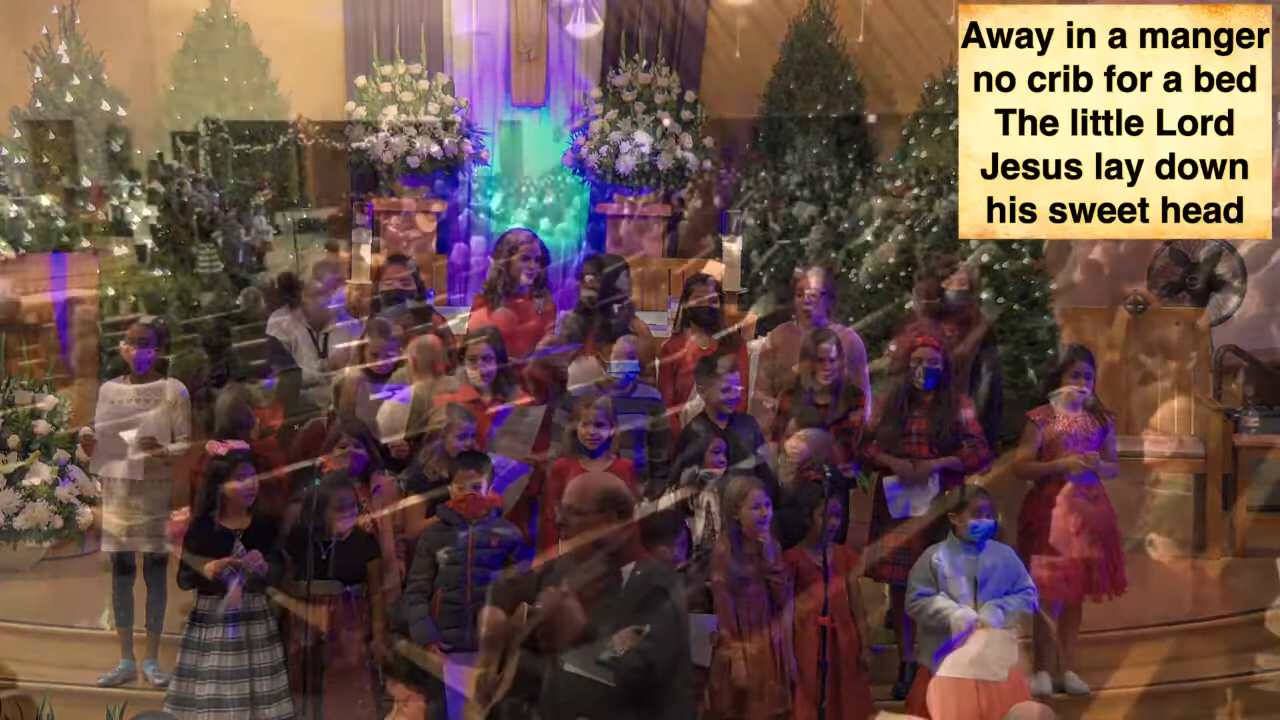 Away in a manger
no crib for a bed
The little Lord
Jesus lay down
his sweet head